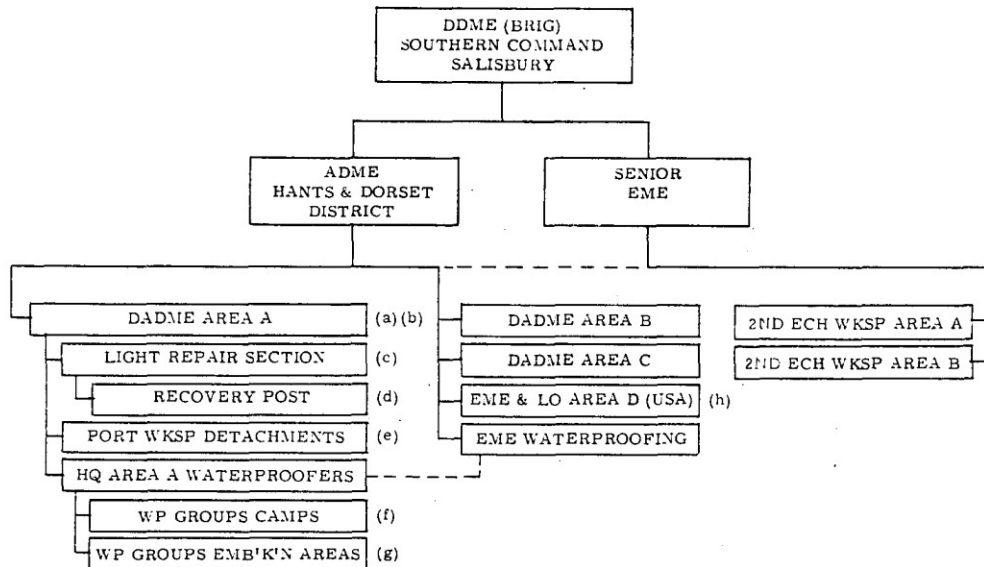 DDME (BRIG)
SOUTHERN COMMAND
SALISBURY
ADME
HANTS & DORSET
DISTRICT
SENIOR
EME
DADME AREA A (a) (b)
LIGHT REPAIR SECTION (c)
RECOVERY POST (d)
PORT WKSP DETACHMENTS (e)
HQ AREA A WATERPROOFERS
WP GROUPS CAMPS (f)
WP GROUPS EMB'K'N AREAS (g)
DADME AREA B
DADME AREA C
EME & LO AREA D (USA) (h)
EME WATERPROOFING
2ND ECH WKSP AREA A
2ND ECH WKSP AREA B